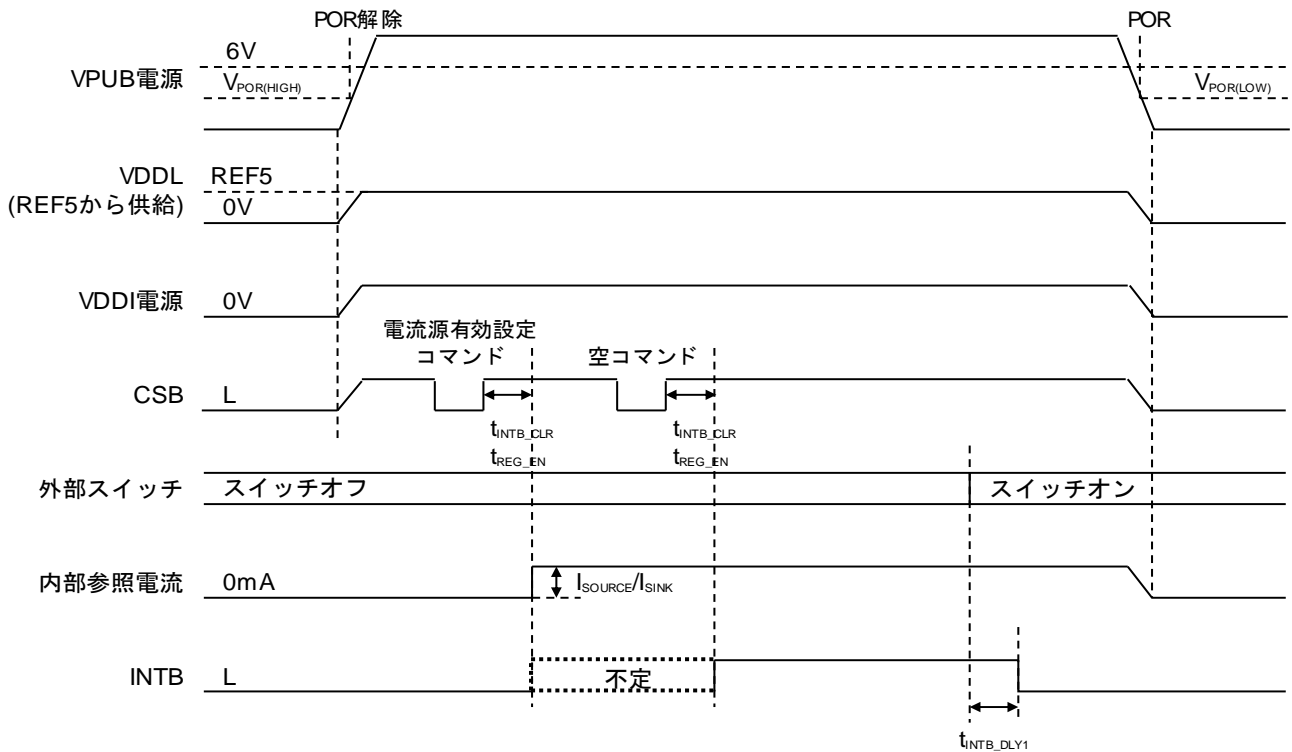 POR解除
POR
6V
VPUB電源
VPOR(HIGH)
VPOR(LOW)
VDDL
REF5
(REF5から供給)
0V
VDDI電源
0V
電流源有効設定
コマンド
空コマンド
CSB
L
tINTB_CLR
tINTB_CLR
tREG_EN
tREG_EN
外部スイッチ
スイッチオフ
スイッチオン
内部参照電流
0mA
ISOURCE/ISINK
INTB
L
不定
tINTB_DLY1